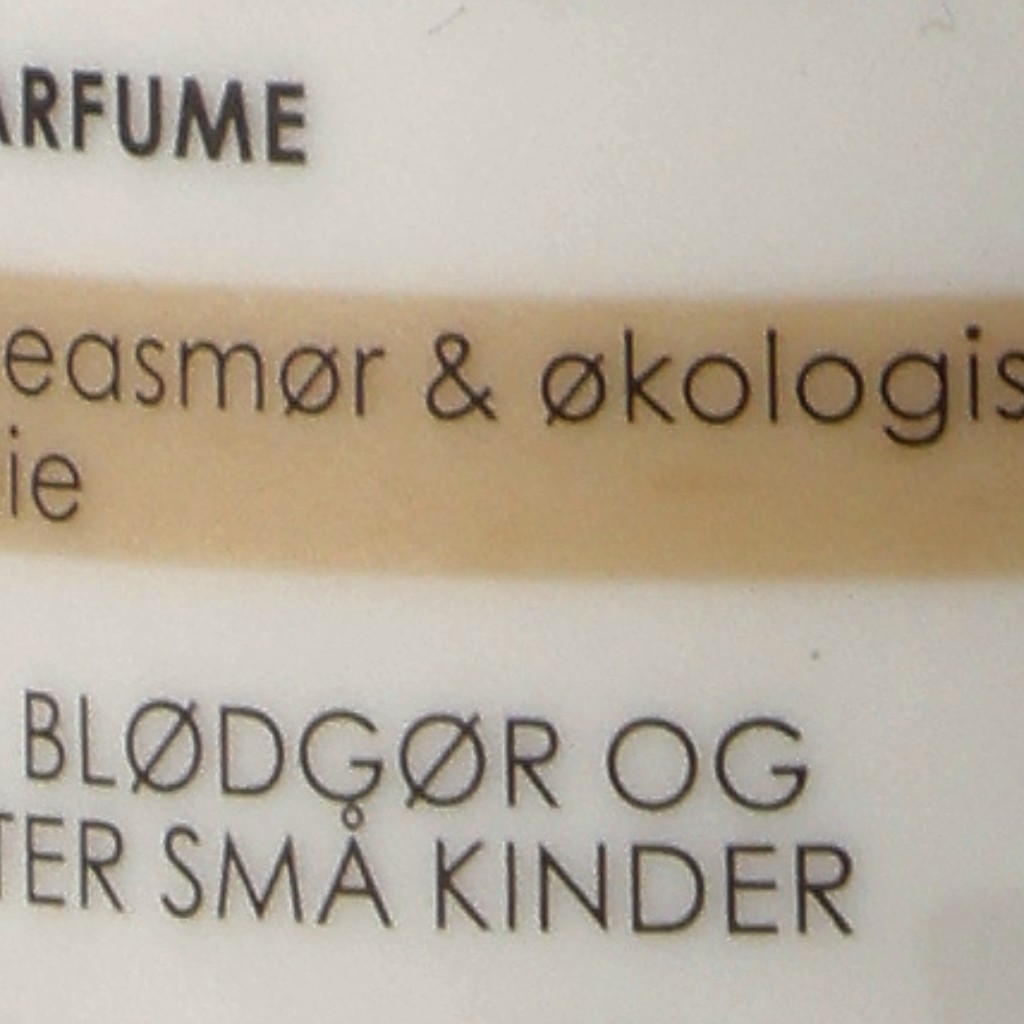 ARFUME
easmør & økologis
ie
BLØDGØR OG
TER SMÅ KINDER